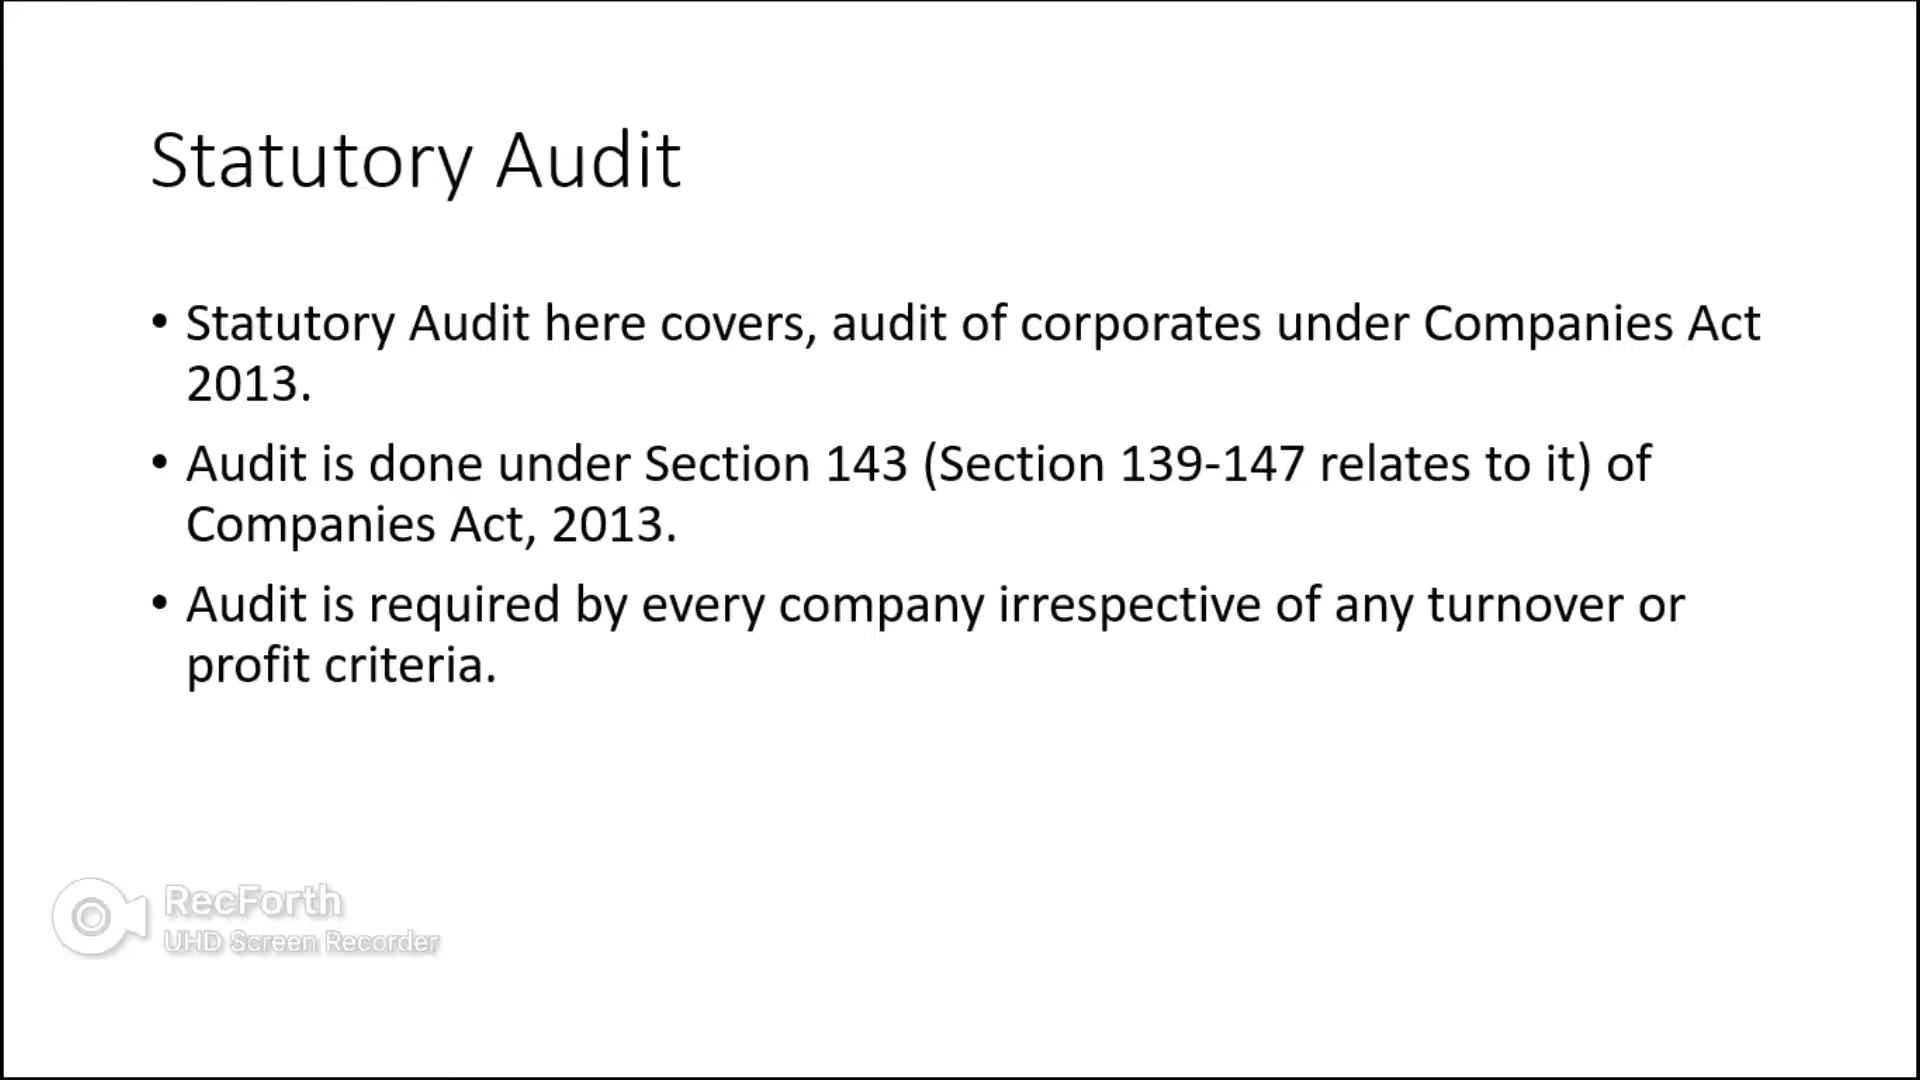 Statutory Audit
• Statutory Audit here covers, audit of corporates under Companies Act
2013.
• Audit is done under Section 143 (Section 139-147 relates to it) of
Companies Act, 2013.
• Audit is required by every company irrespective of any turnover or
profit criteria.
RecForth
UHD Screen Recorder